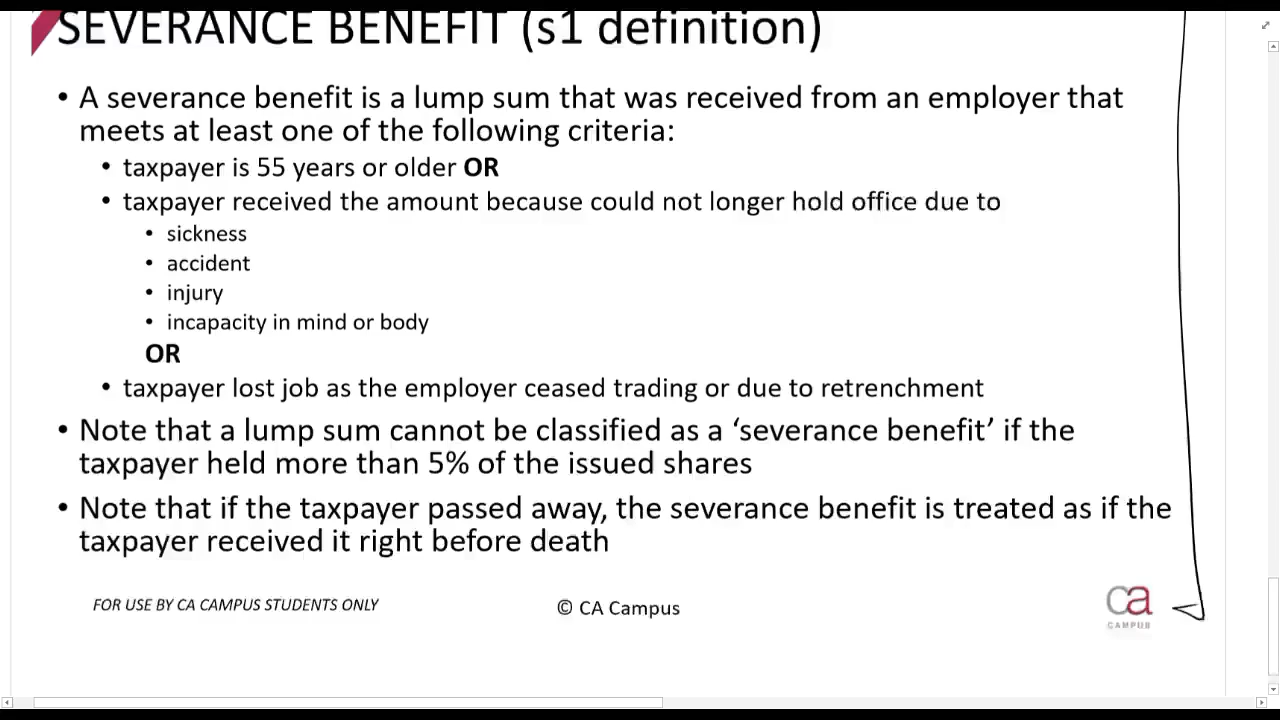 SEVERANCE BENEFIT (s1 definition)
• A severance benefit is a lump sum that was received from an employer that
meets at least one of the following criteria:
• taxpayer is 55 years or older OR
• taxpayer received the amount because could not longer hold office due to
• sickness
• accident
• injury
• incapacity in mind or body
OR
• taxpayer lost job as the employer ceased trading or due to retrenchment
• Note that a lump sum cannot be classified as a ‘severance benefit’ if the
taxpayer held more than 5% of the issued shares
• Note that if the taxpayer passed away, the severance benefit is treated as if the
taxpayer received it right before death
FOR USE BY CA CAMPUS STUDENTS ONLY
© CA Campus
ca
CAMPUS